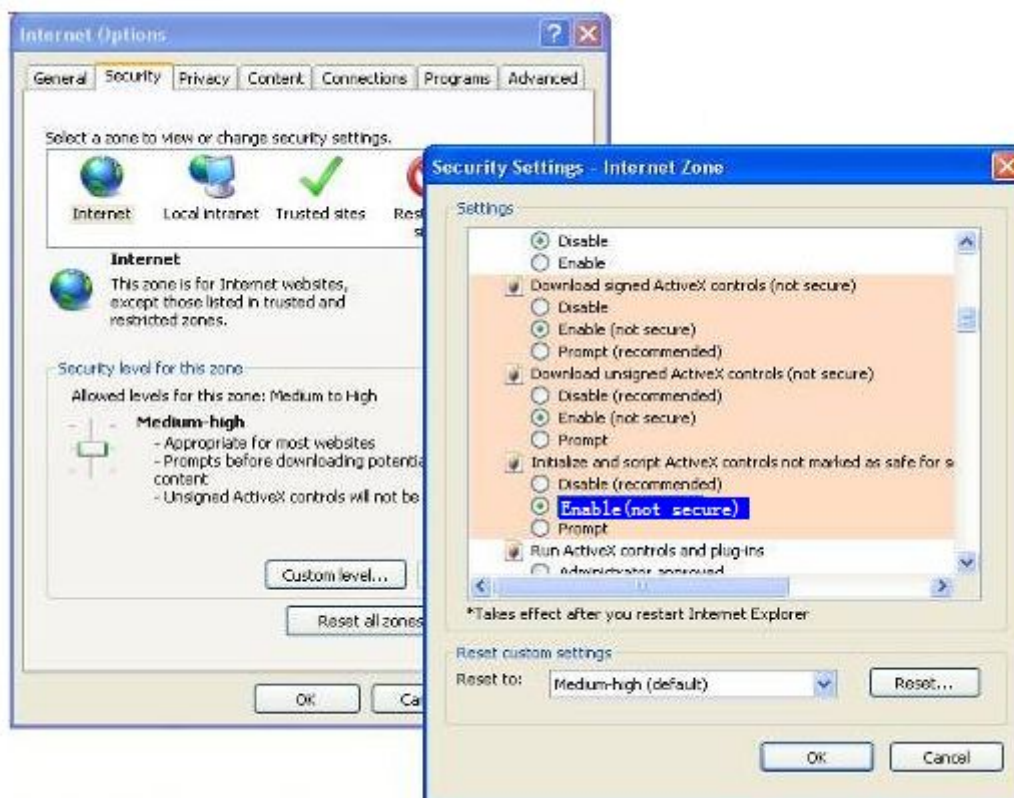 Internet Options
General Security Privacy Content Connections Programs Advanced
Select a zone to view or change security settings.
Internet Local intranet Trusted sites
Internet
This zone is for Internet websites,
except those listed in trusted and
restricted zones.
Security level for this zone
Allowed levels for this zone: Medium to High
Medium-high
- Appropriate for most websites
- Prompts before downloading
content
- Unsigned ActiveX controls will not be
Custom level...
Reset all zones
OK
Security Settings - Internet Zone
Settings
Disable
Enable
Download signed ActiveX controls (not secure)
Disable
Enable (not secure)
Prompt (recommended)
Download unsigned ActiveX controls (not secure)
Disable (recommended)
Enable (not secure)
Prompt
Initialize and script ActiveX controls not marked as safe for s
Disable (recommended)
Enable(not secure)
Prompt
Run ActiveX controls and plug-ins
Administrator approved
*Takes effect after you restart Internet Explorer
Reset custom settings
Reset to: Medium-high (default) Reset...
OK Cancel